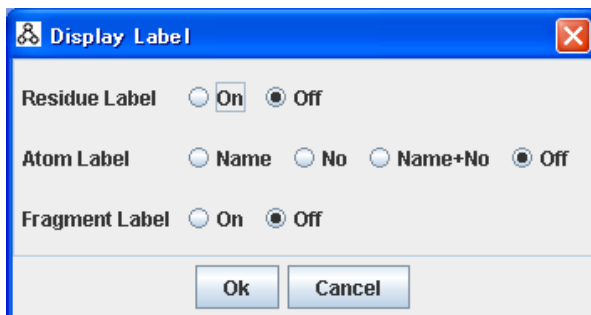 Display Label
Residue Label On Off
Atom Label Name No Name+No Off
Fragment Label On Off
Ok Cancel